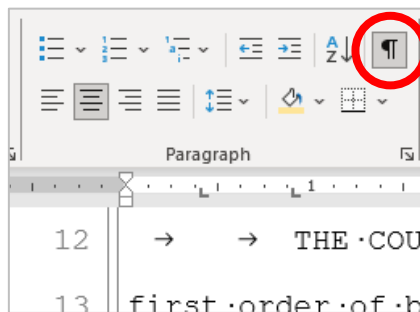 Paragraph
1
12 → → THE·COU
13 first·order·of·b